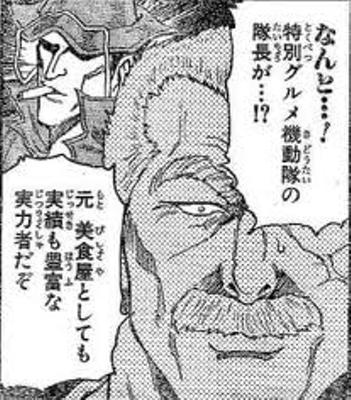 なんと…！
特別グルメ機動隊の
隊長が…!?
元 美食屋としても
実績も豊富な
実力者だぞ